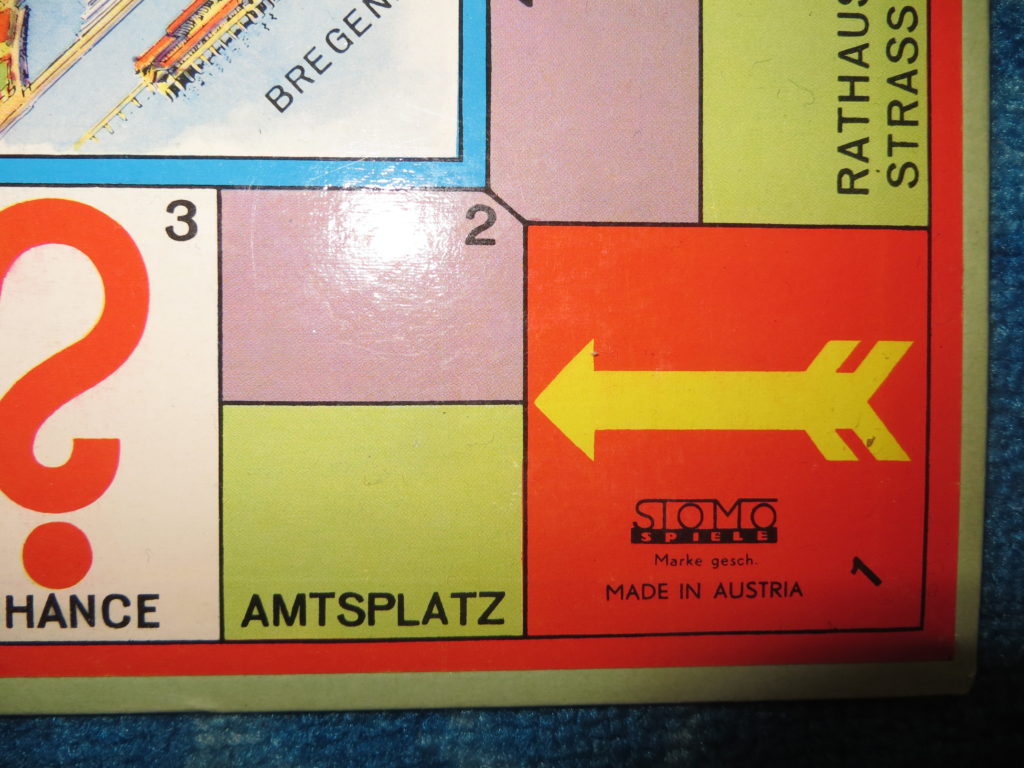 BREGEN
RATHAUS
STRASS
3
2
HANCE
AMTSPLATZ
STOMO
SPIELE
Marke gesch.
MADE IN AUSTRIA
1